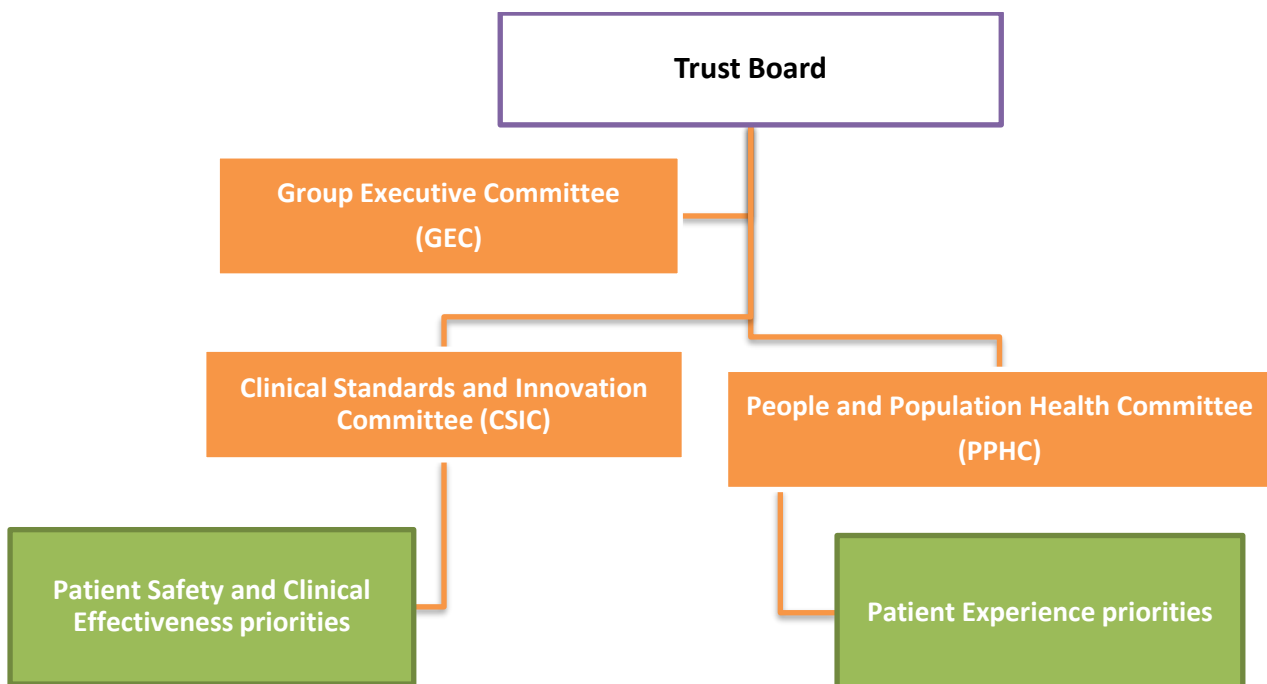 Trust Board
Group Executive Committee
(GEC)
Clinical Standards and Innovation
Committee (CSIC)
People and Population Health Committee
(PPHC)
Patient Safety and Clinical
Effectiveness priorities
Patient Experience priorities